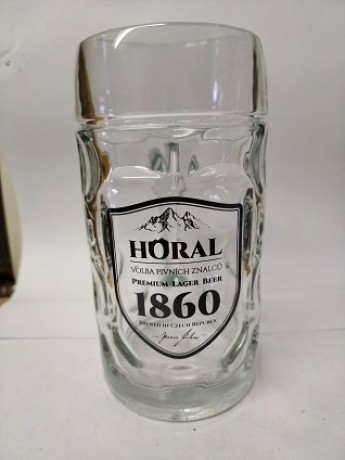 HORAL
VOLBA PIVNÍCH ZNALCŮ
PREMIUM LAGER BEER
1860
BREWED IN CZECH REPUBLIC